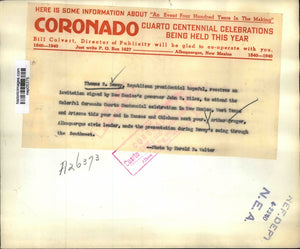 HERE IS SOME INFORMATION ABOUT "An Event Four Hundred Years In The Making"
CORONADO CUARTO CENTENNIAL CELEBRATIONS
BEING HELD THIS YEAR
Bill Culvert, Director of Publicity will be glad to co-operate with you.
1540-1940 Just write P. O. BOX 1627 Albuquerque, New Mexico 1540-1940
Thomas E. Dewey, Republican presidential hopeful, receives an
invitation signed by New Mexico's governor John E. Miles, to attend the
Colorful Coronado Cuarto Centennial celebration in New Mexico, west Texas
and Arizona this year and in Kansas and Oklahoma next year. Arthur
Albuquerque civic leader, made the presentation during Dewey's swing through
the Southwest.
--Photo by Harold D. Walter
A26373
REF. DEPT.
N.E.A.